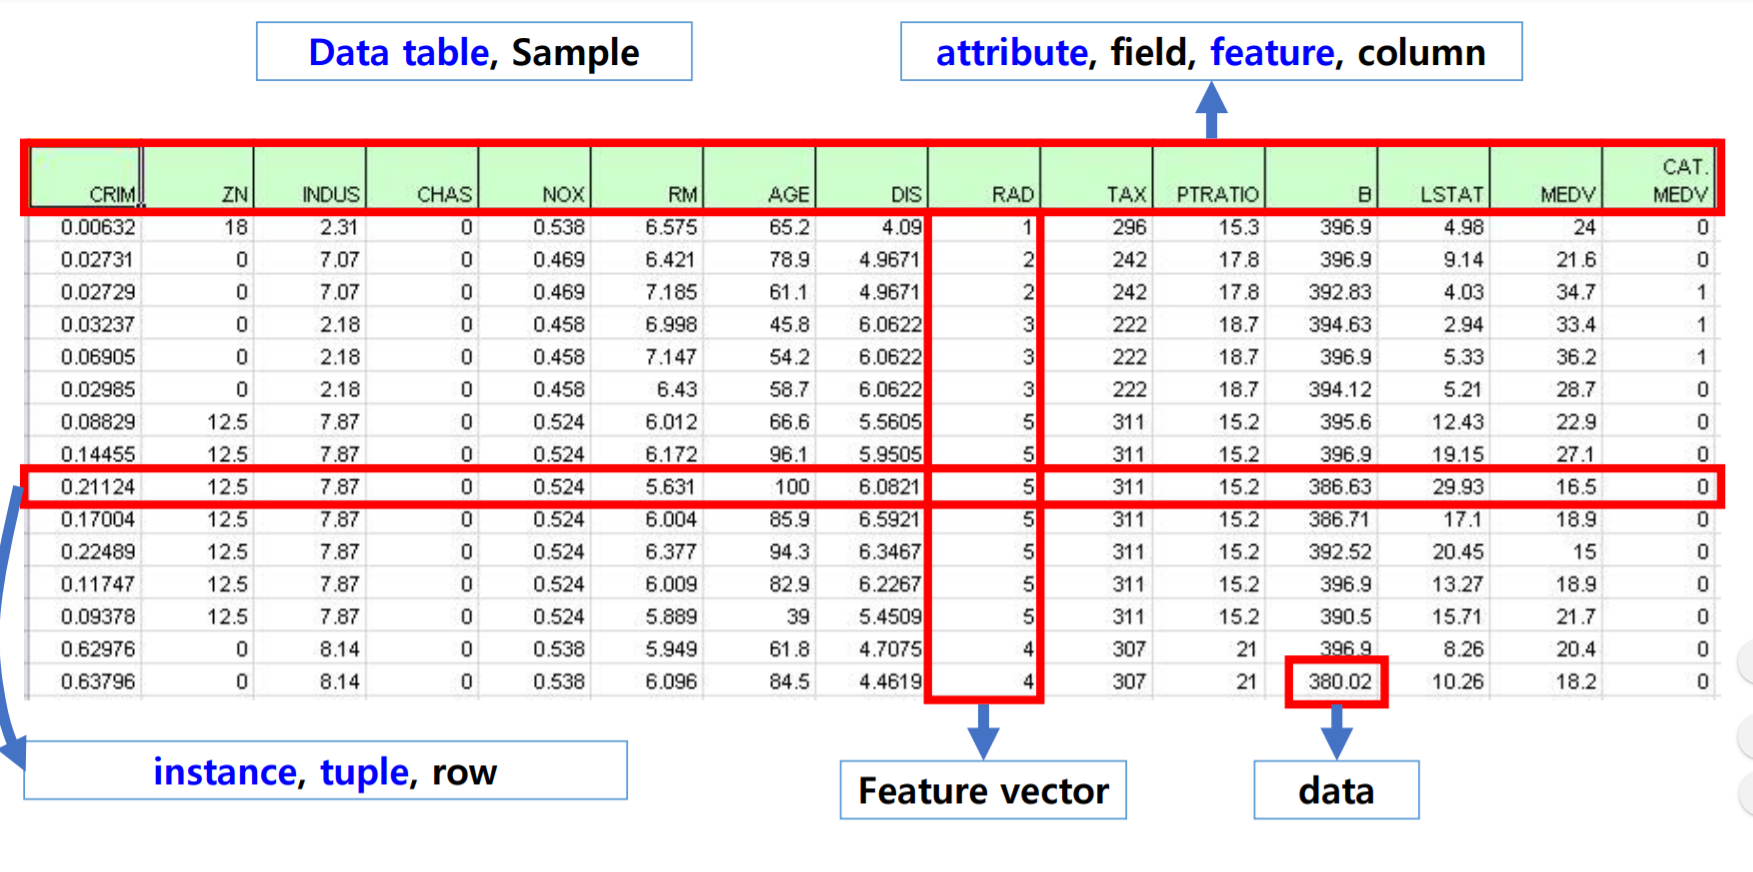 Data table, Sample
attribute, field, feature, column
CRIM ZN INDUS CHAS NOX RM AGE DIS RAD TAX PTRATIO B LSTAT MEDV CAT. MEDV
0.00632 18 2.31 0 0.538 6.575 65.2 4.09 1 296 15.3 396.9 4.98 24 0
0.02731 0 7.07 0 0.469 6.421 78.9 4.9671 2 242 17.8 396.9 9.14 21.6 0
0.02729 0 7.07 0 0.469 7.185 61.1 4.9671 2 242 17.8 392.83 4.03 34.7 1
0.03237 0 2.18 0 0.458 6.998 45.8 6.0622 3 222 18.7 394.63 2.94 33.4 1
0.06905 0 2.18 0 0.458 7.147 54.2 6.0622 3 222 18.7 396.9 5.33 36.2 1
0.02985 0 2.18 0 0.458 6.43 58.7 6.0622 3 222 18.7 394.12 5.21 28.7 0
0.08829 12.5 7.87 0 0.524 6.012 66.6 5.5605 5 311 15.2 395.6 12.43 22.9 0
0.14455 12.5 7.87 0 0.524 6.172 96.1 5.9505 5 311 15.2 396.9 19.15 27.1 0
0.21124 12.5 7.87 0 0.524 5.631 100 6.0821 5 311 15.2 386.63 29.93 16.5 0
0.17004 12.5 7.87 0 0.524 6.004 85.9 6.5921 5 311 15.2 386.71 17.1 18.9 0
0.22489 12.5 7.87 0 0.524 6.377 94.3 6.3467 5 311 15.2 392.52 20.45 15 0
0.11747 12.5 7.87 0 0.524 6.009 82.9 6.2267 5 311 15.2 396.9 13.27 18.9 0
0.09378 12.5 7.87 0 0.524 5.889 39 5.4509 5 311 15.2 390.5 15.71 21.7 0
0.62976 0 8.14 0 0.538 5.949 61.8 4.7075 4 307 21 396.9 8.26 20.4 0
0.63796 0 8.14 0 0.538 6.096 84.5 4.4619 4 307 21 380.02 10.26 18.2 0
instance, tuple, row
Feature vector
data